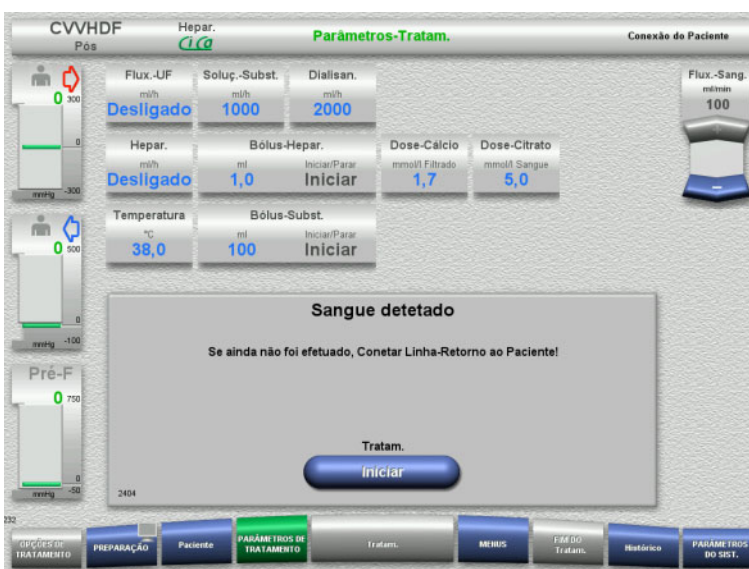 CVVHDF
Pós
Hepar.
CiCa
Parâmetros-Tratam.
Conexão do Paciente
0 300
0
mmHg -300
0 500
0
mmHg -100
Pré-F
0 750
0
mmHg -50
Flux.-UF
ml/h
Desligado
Soluç.-Subst.
ml/h
1000
Dialisan.
ml/h
2000
Flux.-Sang.
ml/min
100
+
-
Hepar.
ml/h
Desligado
Bólus-Hepar.
ml Iniciar/Parar
1,0 Iniciar
Dose-Cálcio
mmol/l Filtrado
1,7
Dose-Citrato
mmol/l Sangue
5,0
Temperatura
°C
38,0
Bólus-Subst.
ml Iniciar/Parar
100 Iniciar
Sangue detetado
Se ainda não foi efetuado, Conetar Linha-Retorno ao Paciente!
Tratam.
Iniciar
2404
232
OPÇÕES DE
TRATAMENTO
PREPARAÇÃO
Paciente
PARÂMETROS DE
TRATAMENTO
Tratam.
MENUS
FIM DO
Tratam.
Histórico
PARÂMETROS
DO SIST.